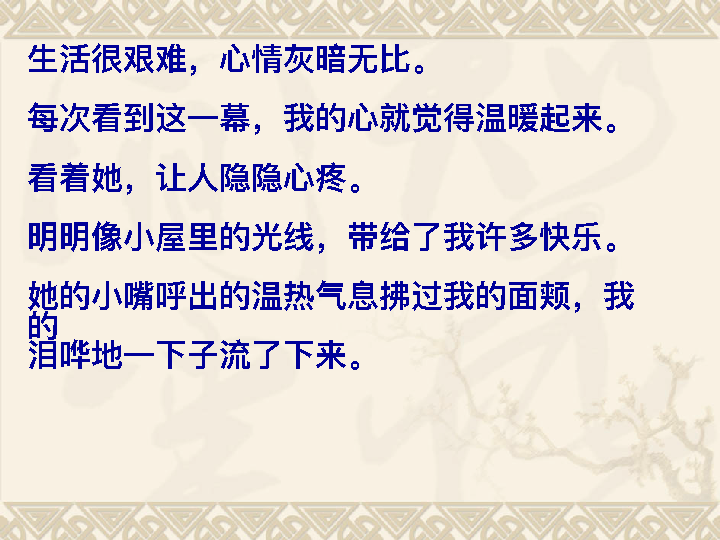 生活很艰难，心情灰暗无比。
每次看到这一幕，我的心就觉得温暖起来。
看着她，让人隐隐心疼。
明明像小屋里的光线，带给了我许多快乐。
她的小嘴呼出的温热气息拂过我的面颊，我
的
泪哗地一下子流了下来。